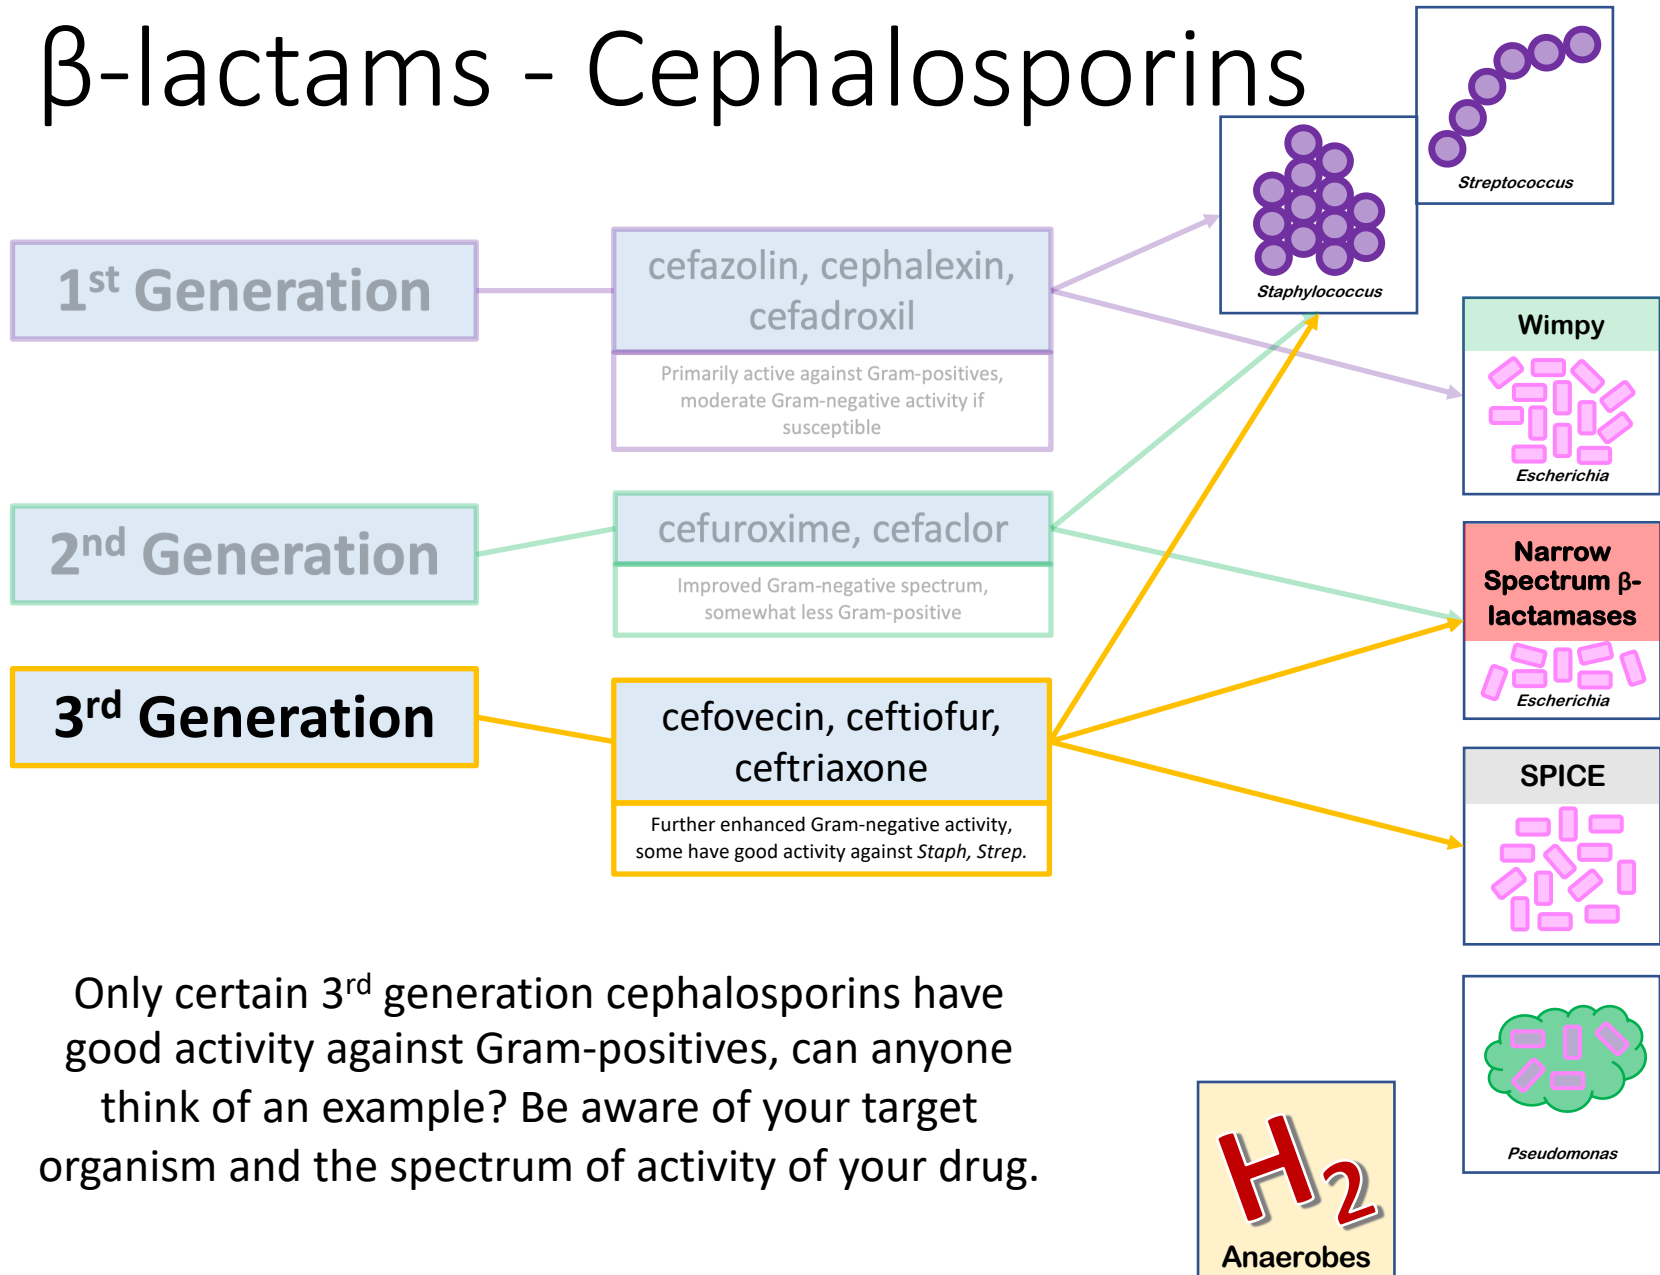 β-lactams - Cephalosporins
Streptococcus
Staphylococcus
1st Generation
cefazolin, cephalexin,
cefadroxil
Primarily active against Gram-positives,
moderate Gram-negative activity if
susceptible
Wimpy
Escherichia
2nd Generation
cefuroxime, cefaclor
Improved Gram-negative spectrum,
somewhat less Gram-positive
Narrow
Spectrum β-
lactamases
Escherichia
3rd Generation
cefovecin, ceftiofur,
ceftriaxone
Further enhanced Gram-negative activity,
some have good activity against Staph, Strep.
SPICE
Only certain 3rd generation cephalosporins have
good activity against Gram-positives, can anyone
think of an example? Be aware of your target
organism and the spectrum of activity of your drug.
Pseudomonas
H2
Anaerobes